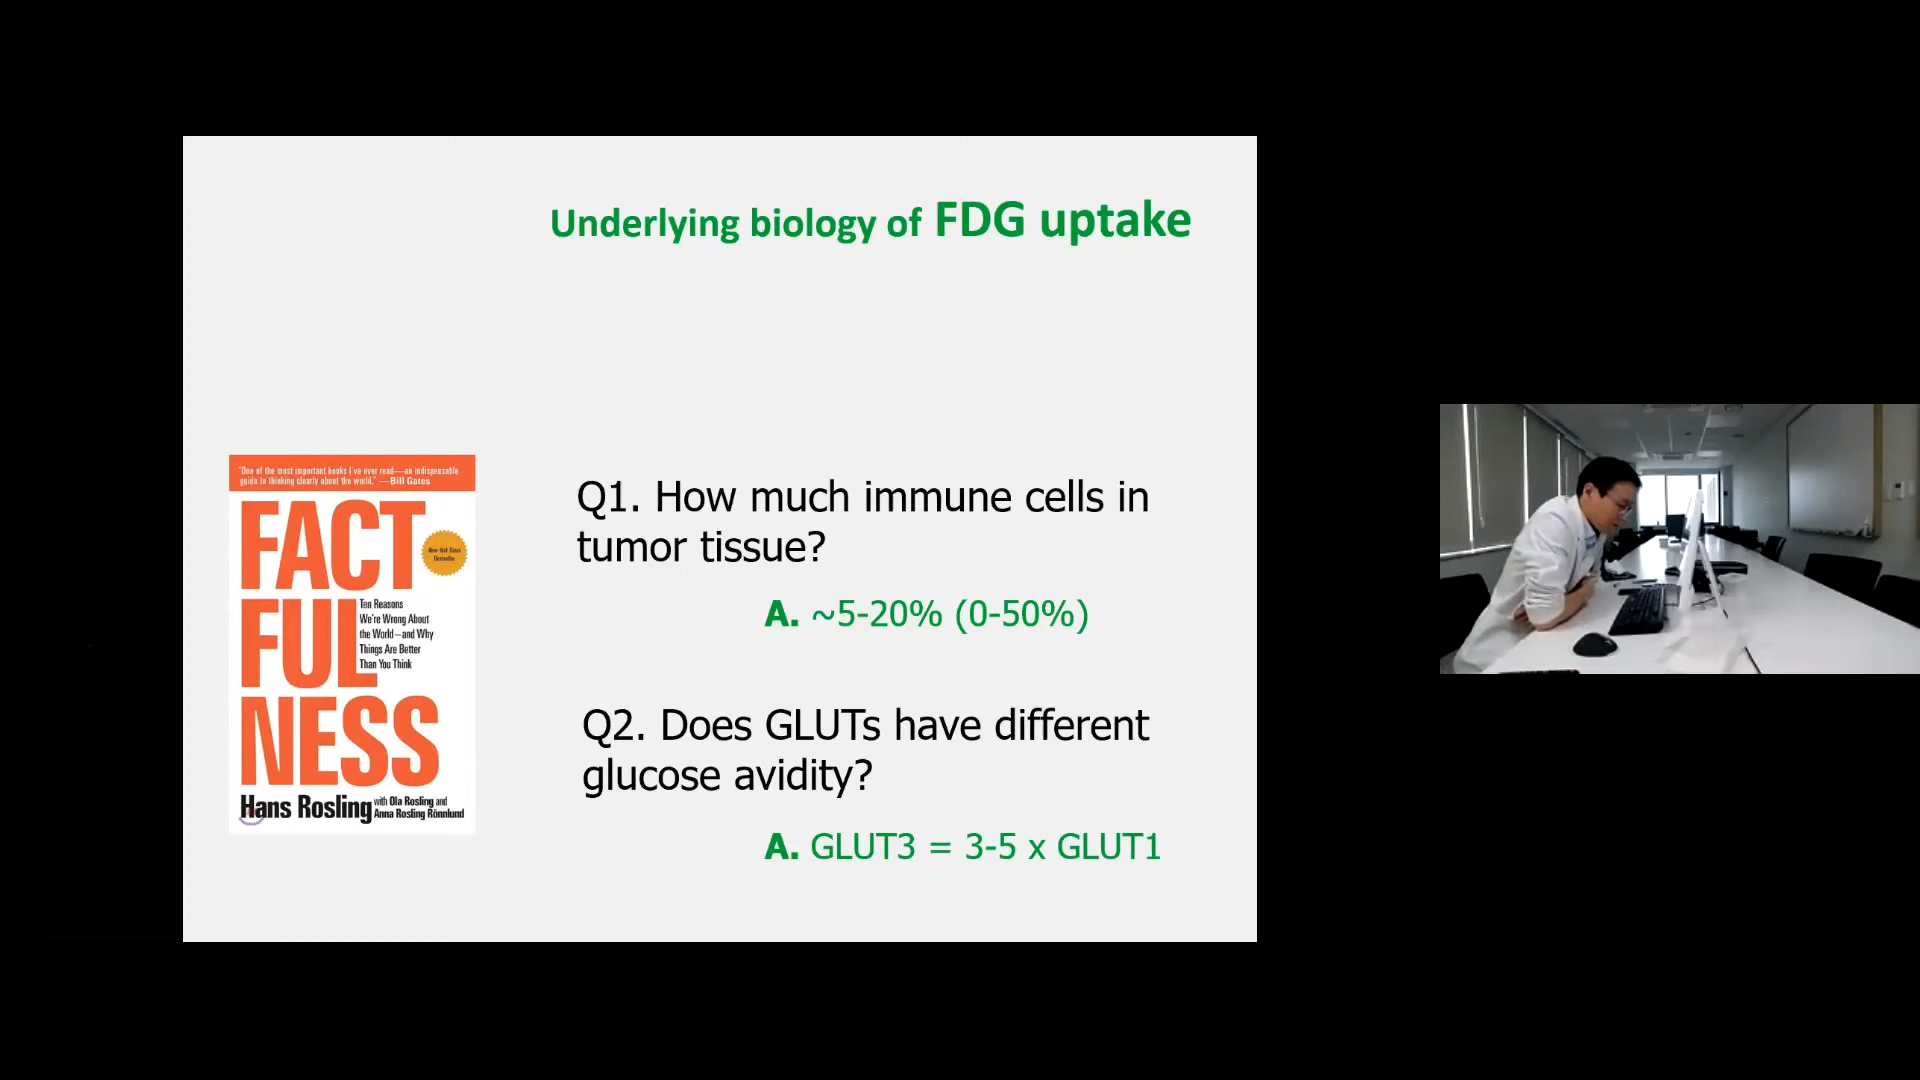 Underlying biology of FDG uptake
"One of the most important books I've ever read—an indispensable
guide to thinking clearly about the world." —Bill Gates
FACT
FUL
NESS
New York Times
Bestseller
Ten Reasons
We're Wrong About
the World—and Why
Things Are Better
Than You Think
Hans Rosling with Ola Rosling and
Anna Rosling Rönnlund
Q1. How much immune cells in
tumor tissue?
A. ~5-20% (0-50%)
Q2. Does GLUTs have different
glucose avidity?
A. GLUT3 = 3-5 x GLUT1